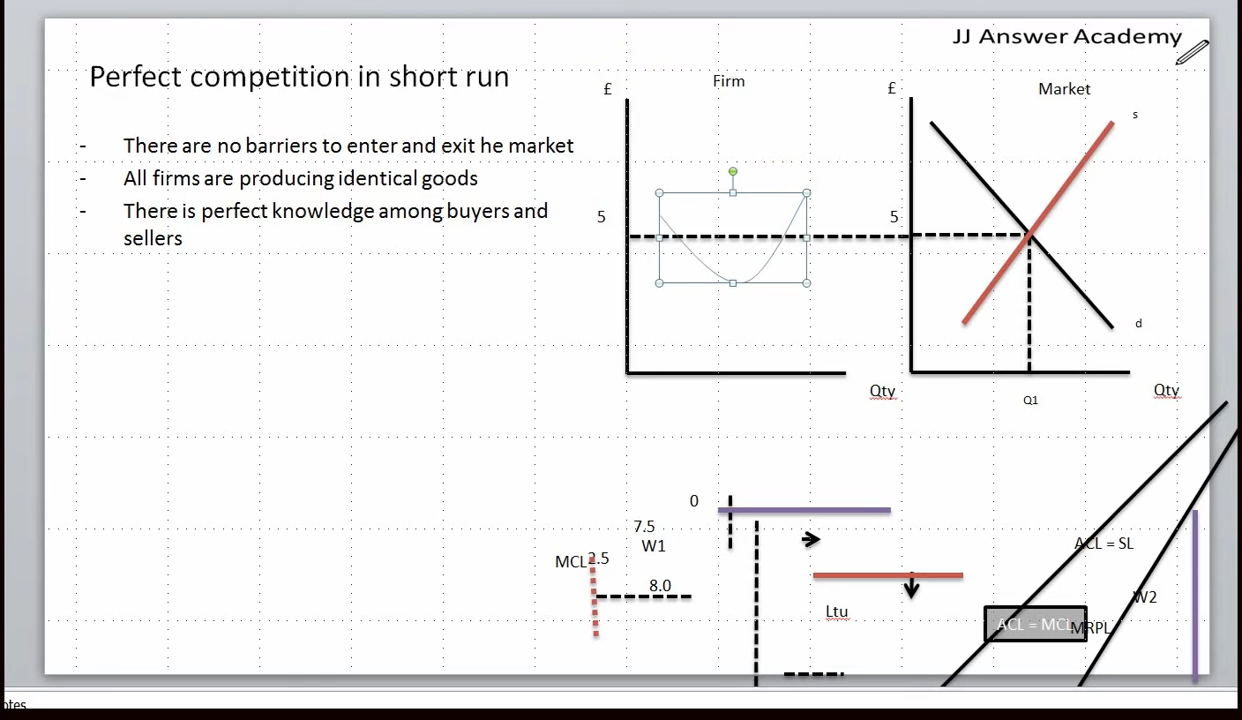 JJ Answer Academy
Perfect competition in short run
- There are no barriers to enter and exit he market
- All firms are producing identical goods
- There is perfect knowledge among buyers and
sellers
£
Firm
5
Qty
£
Market
s
5
d
Q1
Qty
0
7.5
W1
MCL
2.5
8.0
Ltu
ACL = SL
W2
ACL = MCL
MRPL
otes